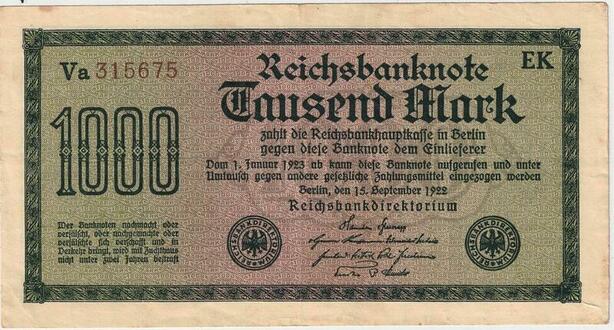 Va 315675
EK
Reichsbanknote
Tausend Mark
1000
zahlt die Reichsbankhauptkasse in Berlin
gegen diese Banknote dem Einlieferer
Vom 1. Januar 1923 ab kann diese Banknote aufgerufen und unter
Umtausch gegen andere gesetzliche Zahlungsmittel eingezogen werden
Berlin, den 15. September 1922
Reichsbankdirektorium
Wer Banknoten nachmacht oder
verfälscht, oder nachgemachte oder
verfälschte sich verschafft und in
Verkehr bringt, wird mit Zuchthaus
nicht unter zwei Jahren bestraft
REICHSBANKDIREKTORIUM
REICHSBANKDIREKTORIUM